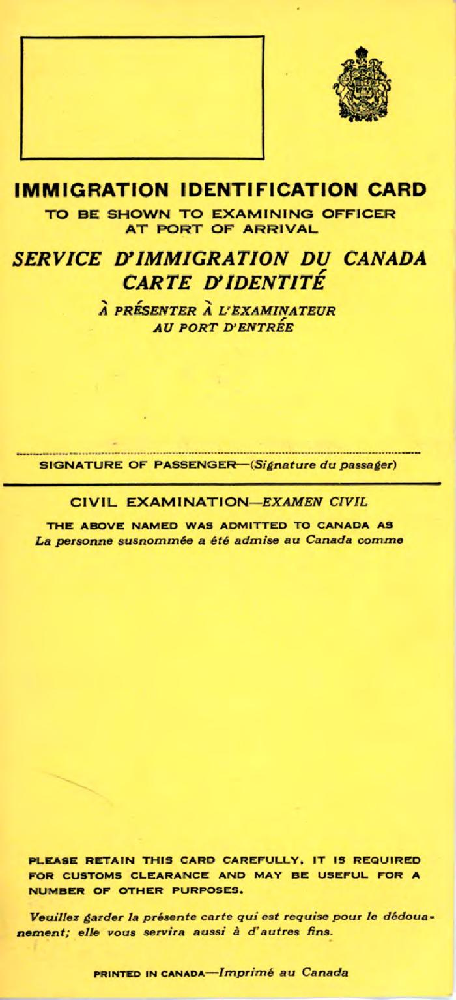 IMMIGRATION IDENTIFICATION CARD
TO BE SHOWN TO EXAMINING OFFICER
AT PORT OF ARRIVAL
SERVICE D'IMMIGRATION DU CANADA
CARTE D'IDENTITÉ
À PRÉSENTER À L'EXAMINATEUR
AU PORT D'ENTRÉE
SIGNATURE OF PASSENGER—(Signature du passager)
CIVIL EXAMINATION—EXAMEN CIVIL
THE ABOVE NAMED WAS ADMITTED TO CANADA AS
La personne susnommée a été admise au Canada comme
PLEASE RETAIN THIS CARD CAREFULLY, IT IS REQUIRED
FOR CUSTOMS CLEARANCE AND MAY BE USEFUL FOR A
NUMBER OF OTHER PURPOSES.
Veuillez garder la présente carte qui est requise pour le dédoua-
nement; elle vous servira aussi à d'autres fins.
PRINTED IN CANADA—Imprimé au Canada